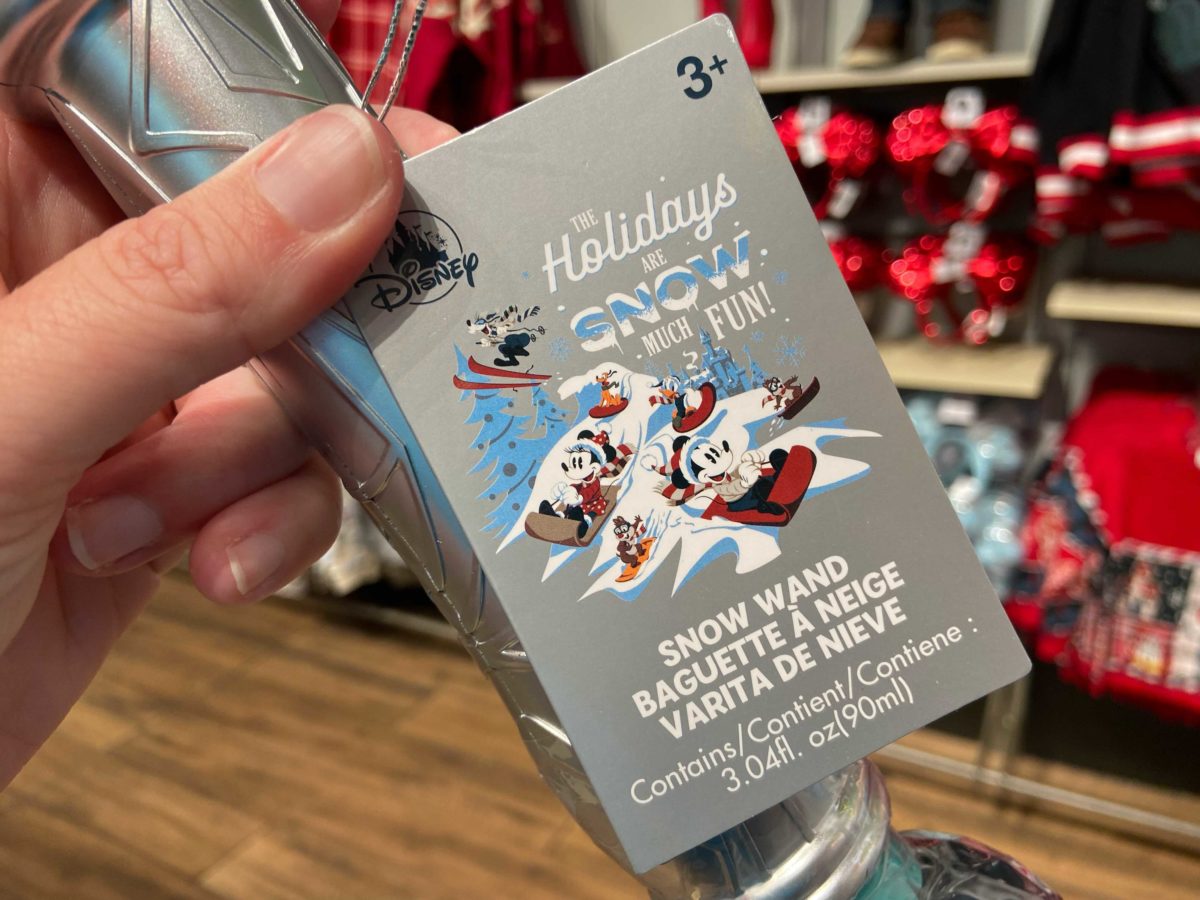 3+
Disney
THE
Holidays
ARE
SNOW
MUCH FUN!
SNOW WAND
BAGUETTE À NEIGE
VARITA DE NIEVE
Contains/Contient/Contiene :
3.04fl. oz(90ml)